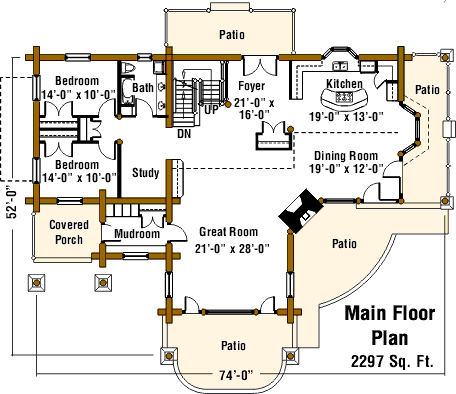 Patio
Bedroom
14'-0" x 10'-0"
Bath
UP
DN
Foyer
21'-0" x
16'-0"
Kitchen
19'-0" x 13'-0"
Patio
Bedroom
14'-0" x 10'-0"
Study
Dining Room
19'-0" x 12'-0"
52'-0"
Covered
Porch
Mudroom
Great Room
21'-0" x 28'-0"
Patio
Main Floor
Plan
2297 Sq. Ft.
Patio
74'-0"